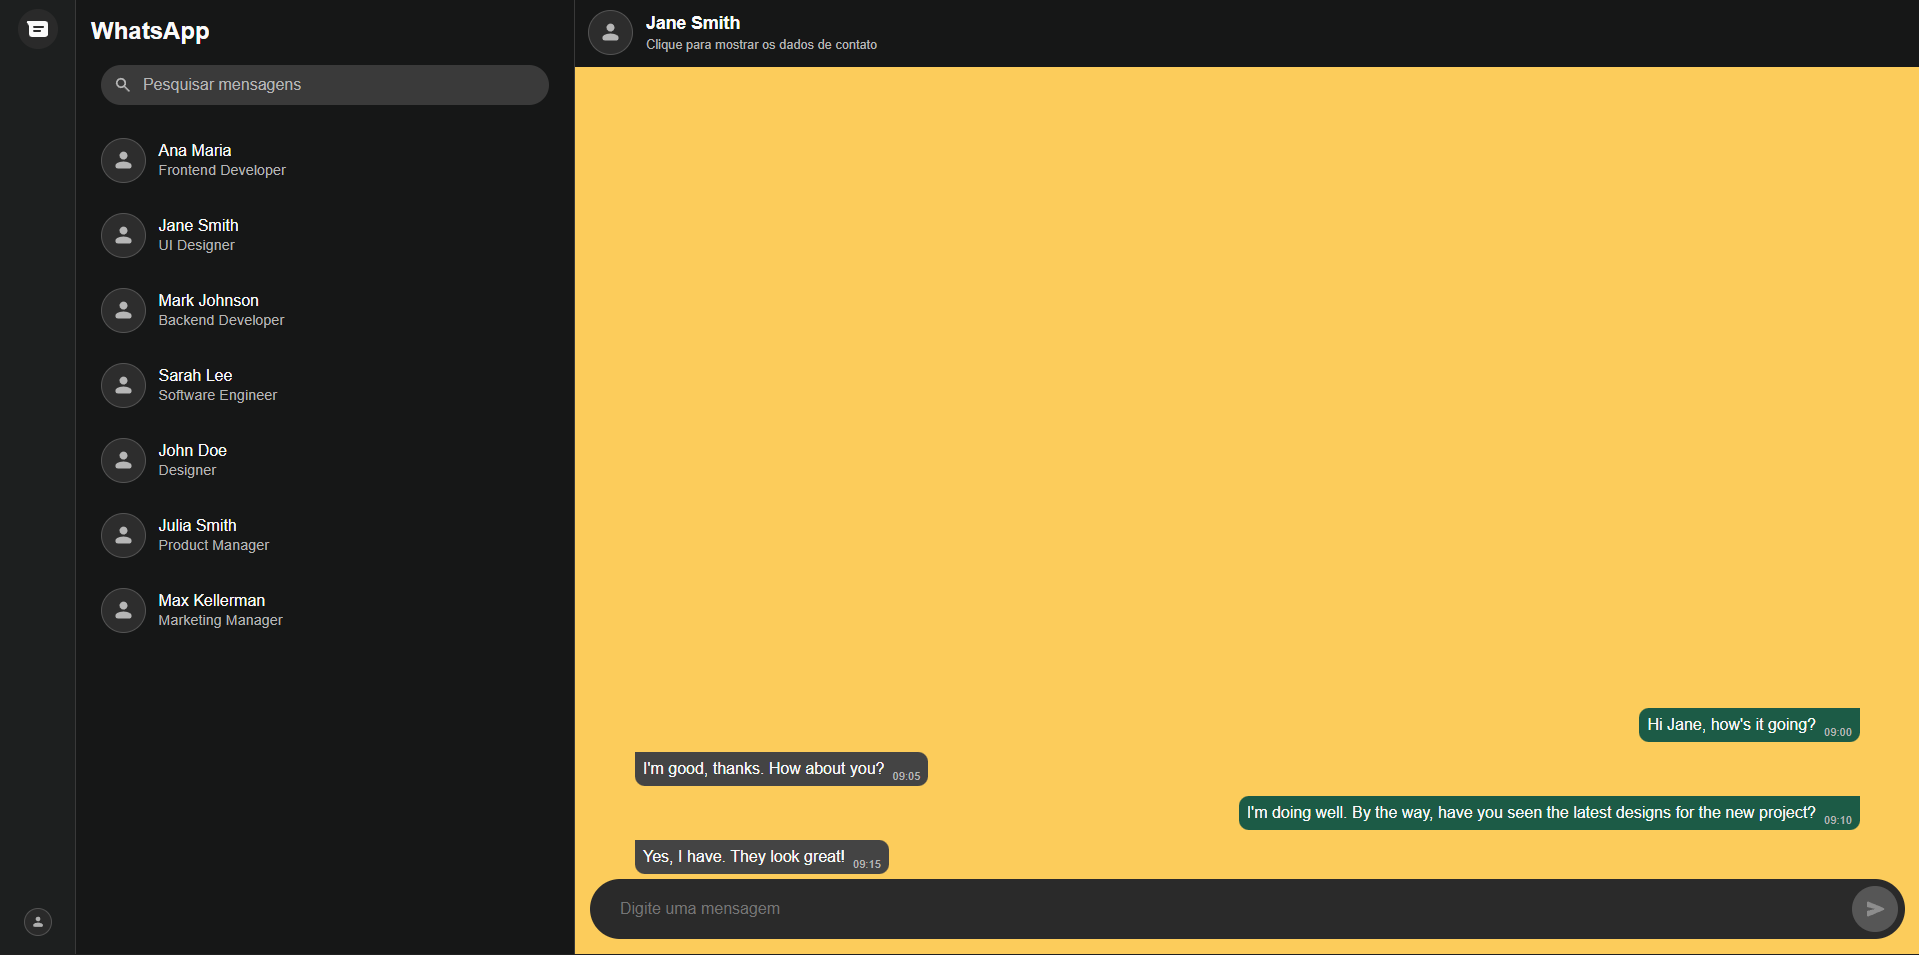 WhatsApp
Pesquisar mensagens
Ana Maria
Frontend Developer
Jane Smith
UI Designer
Mark Johnson
Backend Developer
Sarah Lee
Software Engineer
John Doe
Designer
Julia Smith
Product Manager
Max Kellerman
Marketing Manager
Jane Smith
Clique para mostrar os dados de contato
Hi Jane, how's it going? 09:00
I'm good, thanks. How about you? 09:05
I'm doing well. By the way, have you seen the latest designs for the new project? 09:10
Yes, I have. They look great! 09:15
Digite uma mensagem